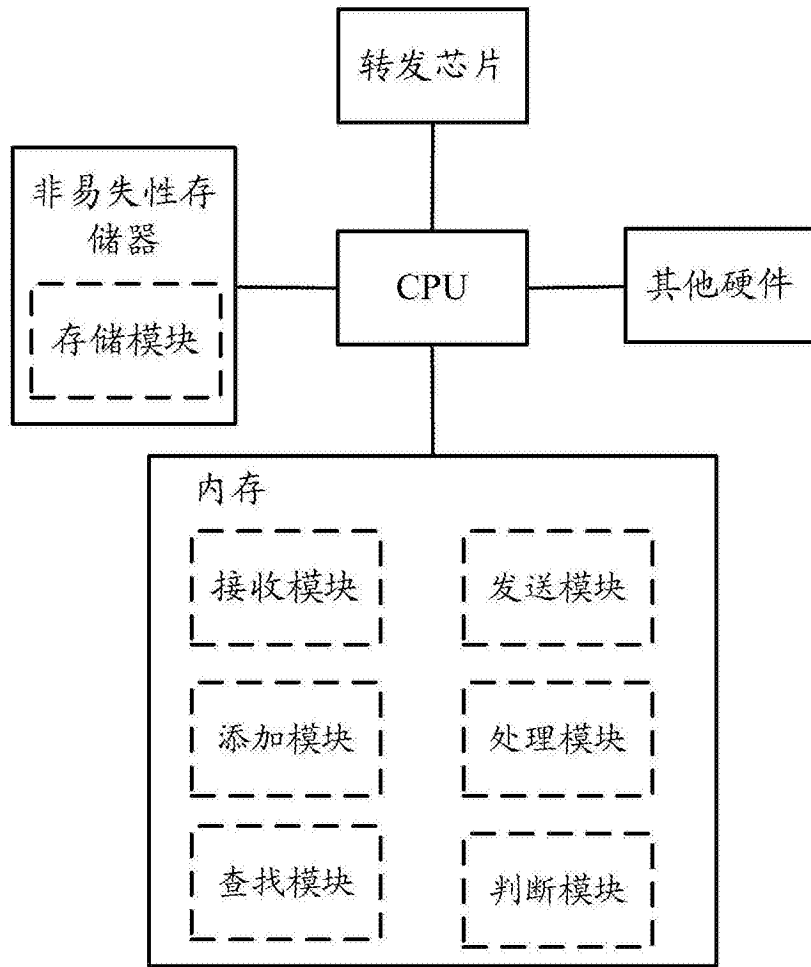 转发芯片
非易失性存
储器
存储模块
CPU
其他硬件
内存
接收模块
发送模块
添加模块
处理模块
查找模块
判断模块